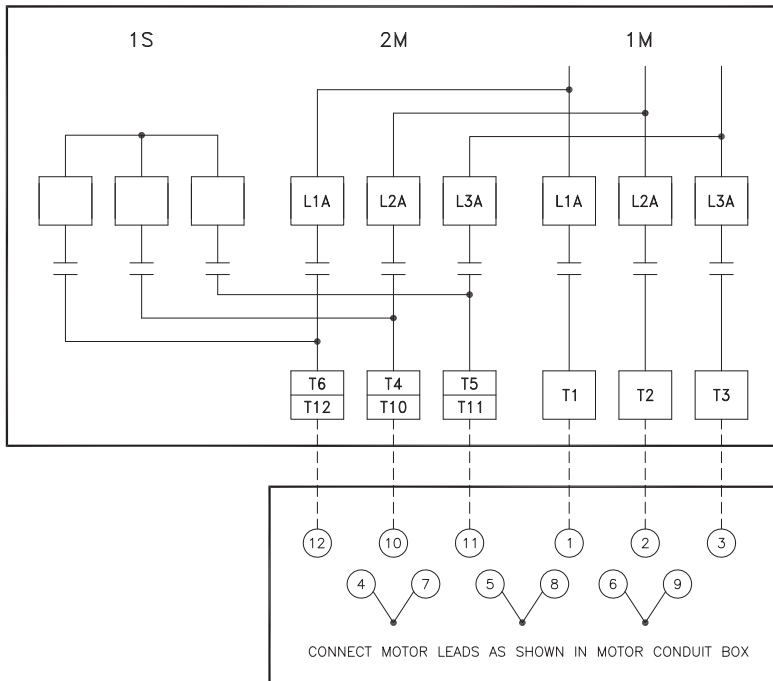 1S 2M 1M
L1A L2A L3A L1A L2A L3A
T6 T4 T5 T1 T2 T3
T12 T10 T11
12 10 11 1 2 3
4 7 5 8 6 9
CONNECT MOTOR LEADS AS SHOWN IN MOTOR CONDUIT BOX